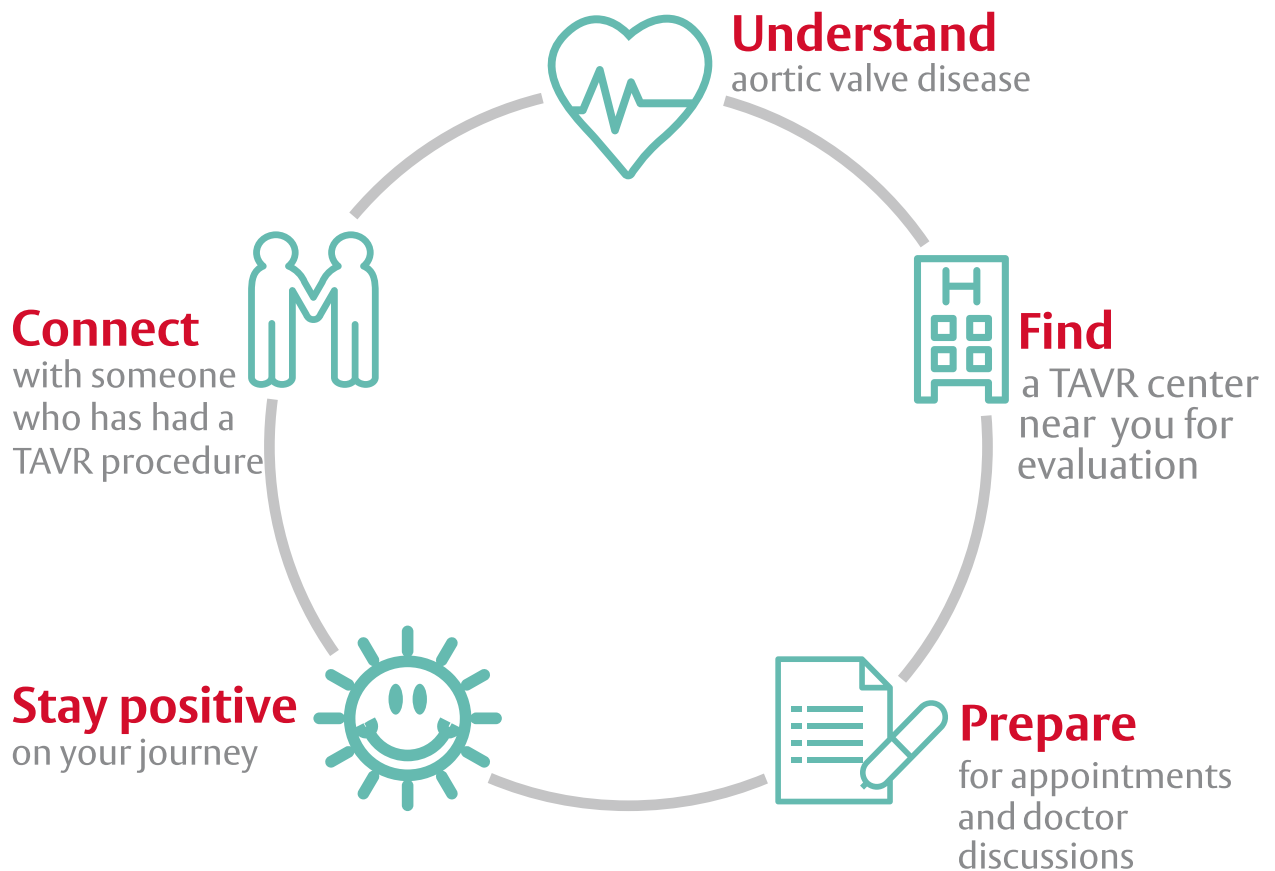 Understand
aortic valve disease
H
Find
a TAVR center
near you for
evaluation
Prepare
for appointments
and doctor
discussions
Stay positive
on your journey
Connect
with someone
who has had a
TAVR procedure